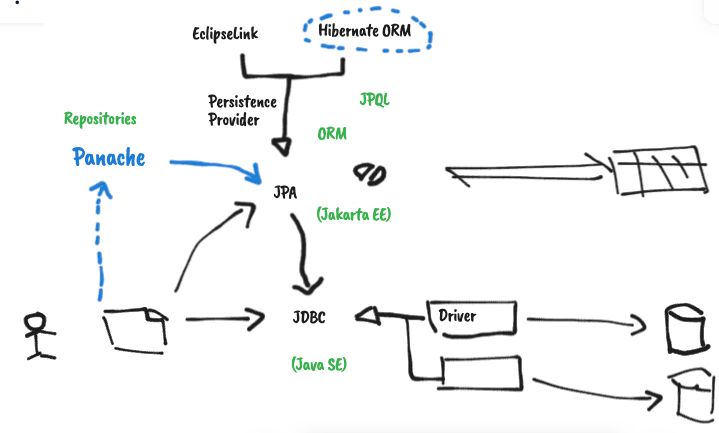 EclipseLink
Hibernate ORM
Persistence
Provider
JPQL
Repositories
ORM
Panache
JPA
(Jakarta EE)
JDBC
Driver
(Java SE)